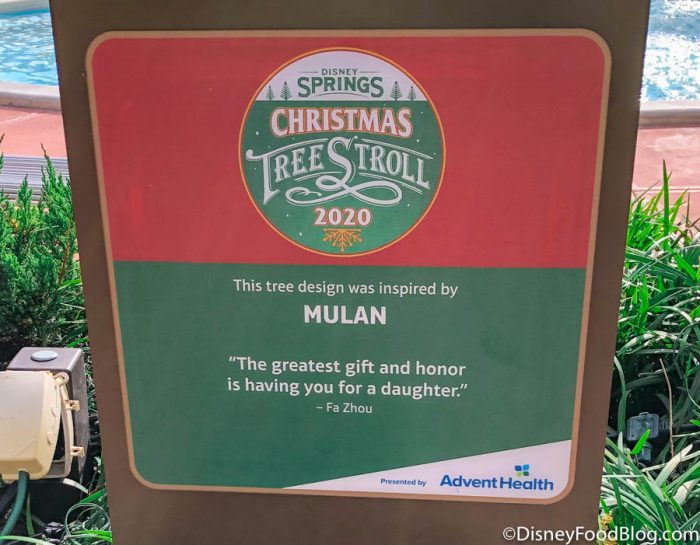 DISNEY
SPRINGS
CHRISTMAS
TREE STROLL
2020
This tree design was inspired by
MULAN
“The greatest gift and honor
is having you for a daughter.”
– Fa Zhou
Presented by AdventHealth
©DisneyFoodBlog.com